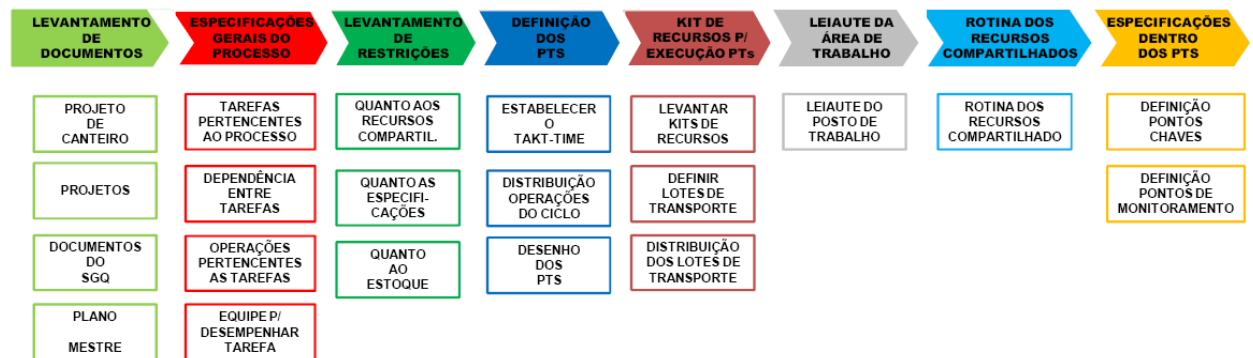 LEVANTAMENTO
DE
DOCUMENTOS
ESPECIFICAÇÕES
GERAIS DO
PROCESSO
LEVANTAMENTO
DE
RESTRIÇÕES
DEFINIÇÃO
DOS
PTS
KIT DE
RECURSOS P/
EXECUÇÃO PTs
LEIAUTE DA
ÁREA DE
TRABALHO
ROTINA DOS
RECURSOS
COMPARTILHADOS
ESPECIFICAÇÕES
DENTRO
DOS PTS
PROJETO
DE
CANTEIRO
PROJETOS
DOCUMENTOS
DO
SGQ
PLANO
MESTRE
TAREFAS
PERTENCENTES
AO PROCESSO
DEPENDÊNCIA
ENTRE
TAREFAS
OPERAÇÕES
PERTENCENTES
AS TAREFAS
EQUIPE P/
DESEMPENHAR
TAREFA
QUANTO AOS
RECURSOS
COMPARTIL.
QUANTO AS
ESPECIFI-
CAÇÕES
QUANTO
AO
ESTOQUE
ESTABELECER
O
TAKT-TIME
DISTRIBUIÇÃO
OPERAÇÕES
DO CICLO
DESENHO
DOS
PTS
LEVANTAR
KITS DE
RECURSOS
DEFINIR
LOTES DE
TRANSPORTE
DISTRIBUIÇÃO
DOS LOTES DE
TRANSPORTE
LEIAUTE DO
POSTO DE
TRABALHO
ROTINA DOS
RECURSOS
COMPARTILHADO
DEFINIÇÃO
PONTOS
CHAVES
DEFINIÇÃO
PONTOS DE
MONITORAMENTO